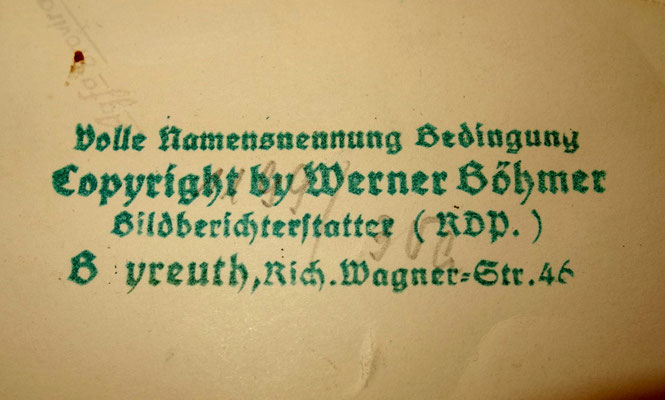 Volle Namensnennung Bedingung
Copyright by Werner Böhmer
Bildberichterstatter ( RDP. )
B yreuth, Rich. Wagner-Str. 46